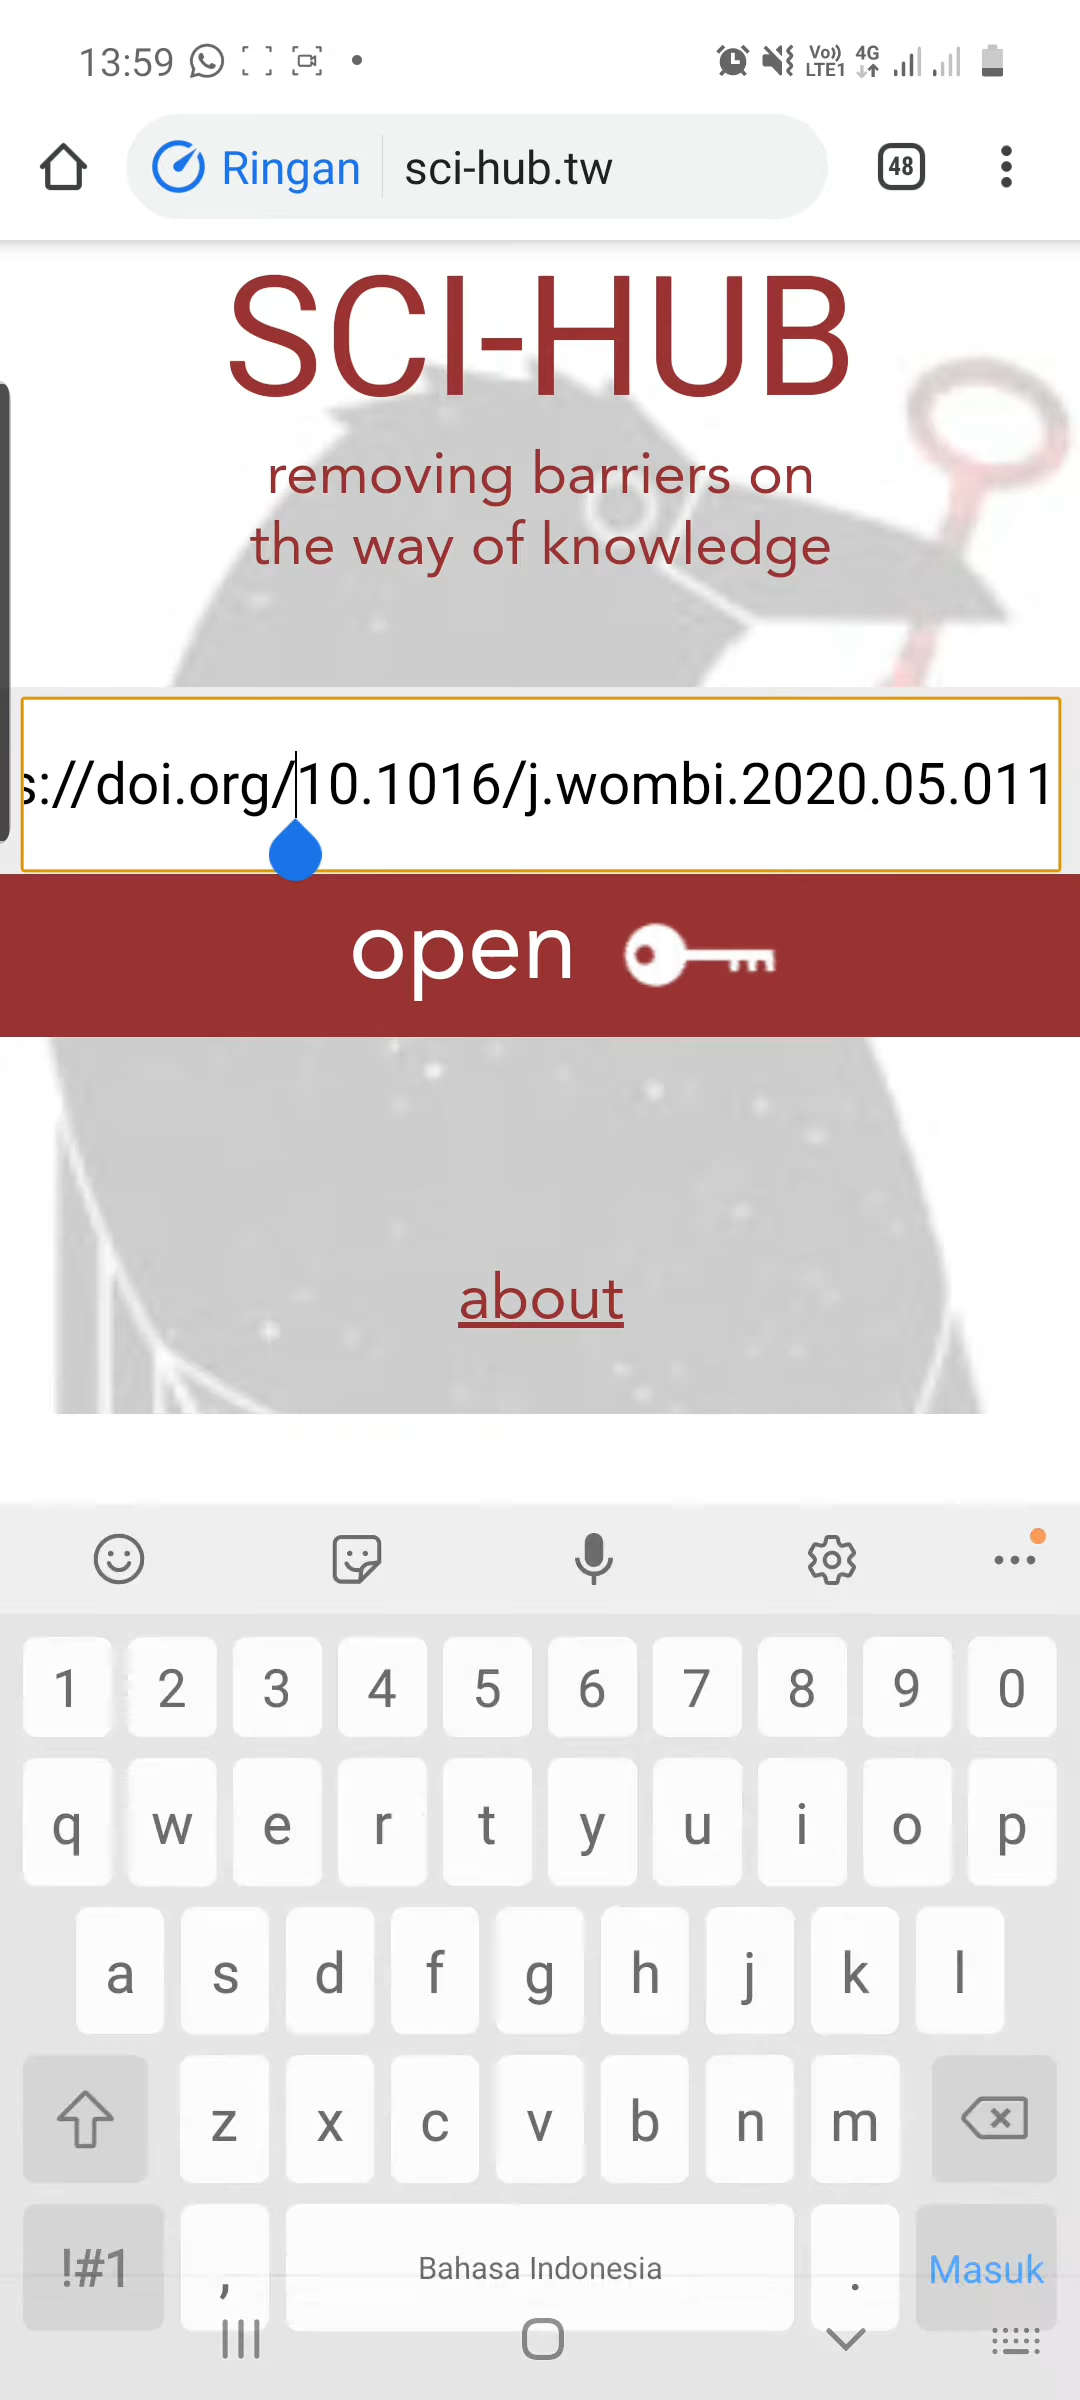 13:59
Vo)) 4G
LTE1
Ringan sci-hub.tw 48
SCI-HUB
removing barriers on
the way of knowledge
s://doi.org/10.1016/j.wombi.2020.05.011
open
about
1 2 3 4 5 6 7 8 9 0
q w e r t y u i o p
a s d f g h j k l
z x c v b n m
!#1 , Bahasa Indonesia . Masuk